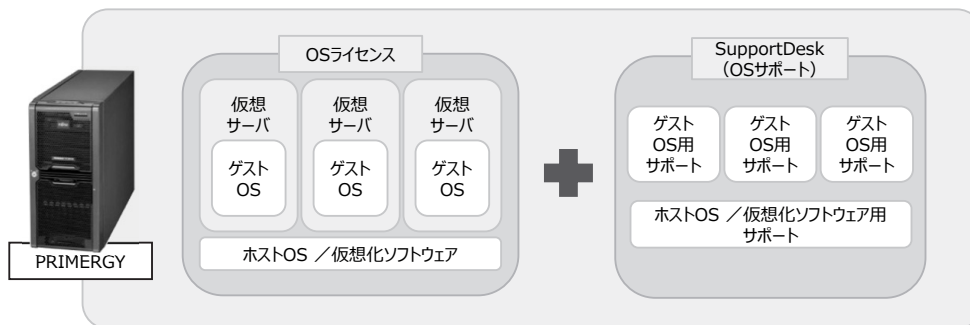 PRIMERGY
OSライセンス
仮想
サーバ
ゲスト
OS
仮想
サーバ
ゲスト
OS
仮想
サーバ
ゲスト
OS
ホストOS ／仮想化ソフトウェア
SupportDesk
（OSサポート）
ゲスト
OS用
サポート
ゲスト
OS用
サポート
ゲスト
OS用
サポート
ホストOS ／仮想化ソフトウェア用
サポート